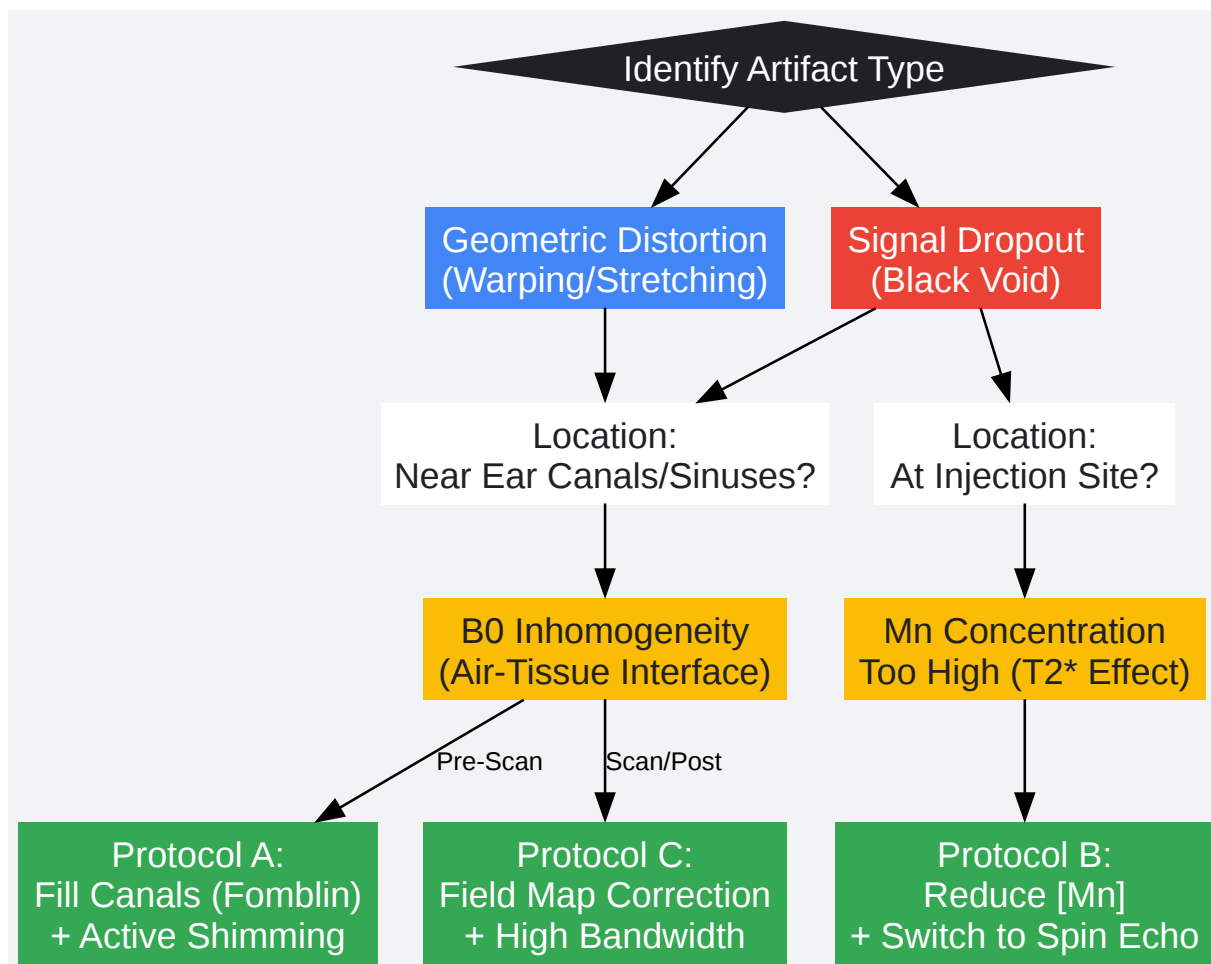 Identify Artifact Type
Geometric Distortion
(Warping/Stretching)
Signal Dropout
(Black Void)
Location:
Near Ear Canals/Sinuses?
Location:
At Injection Site?
B0 Inhomogeneity
(Air-Tissue Interface)
Mn Concentration
Too High (T2* Effect)
Pre-Scan
Scan/Post
Protocol A:
Fill Canals (Fomblin)
+ Active Shimming
Protocol C:
Field Map Correction
+ High Bandwidth
Protocol B:
Reduce [Mn]
+ Switch to Spin Echo